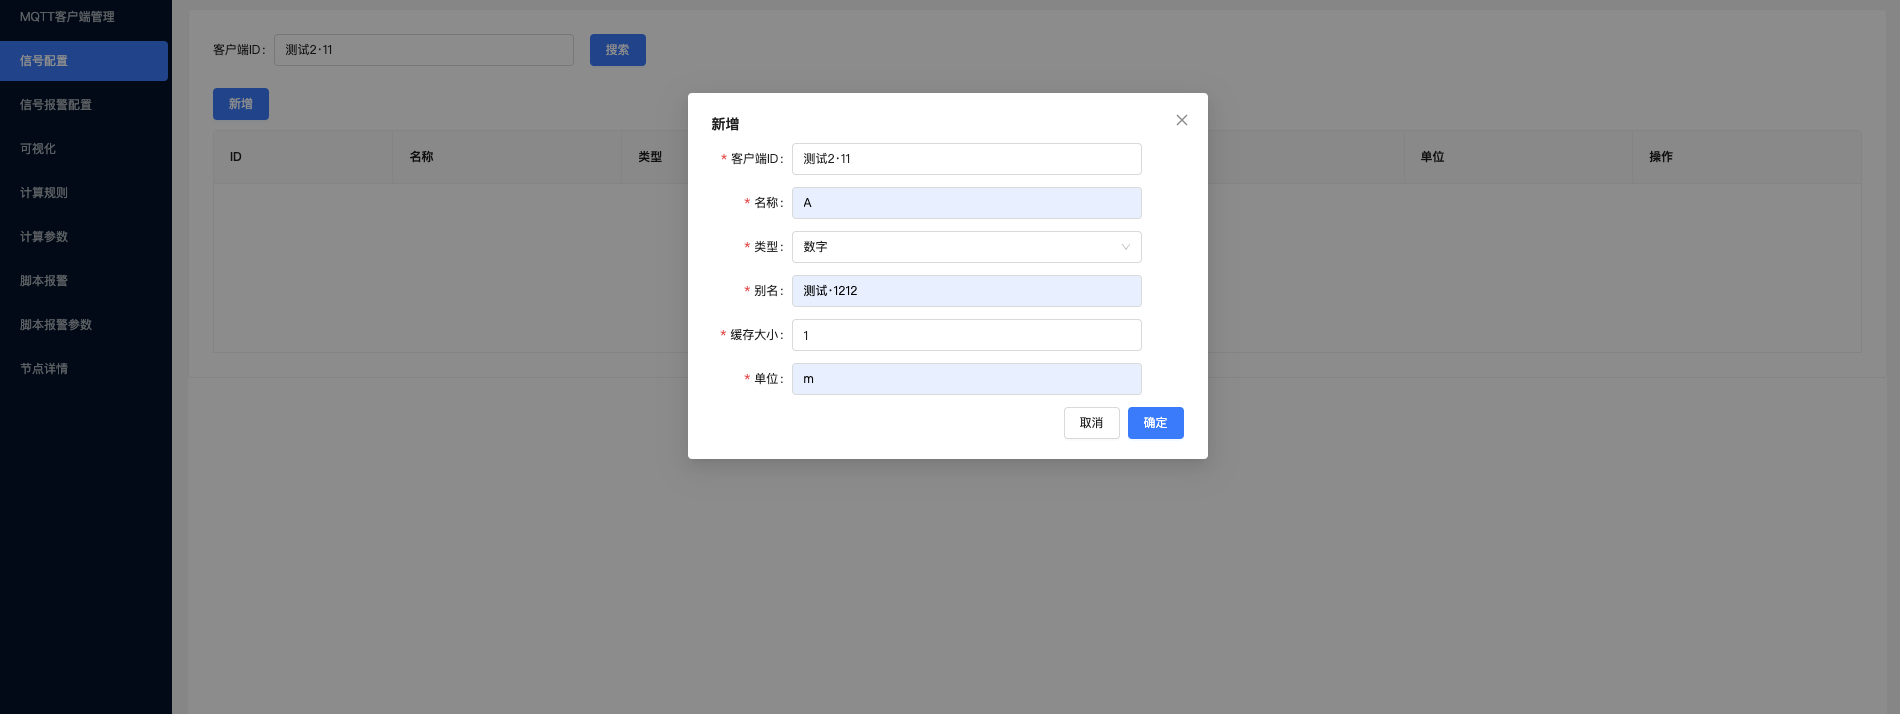 MQTT客户端管理
信号配置
信号报警配置
可视化
计算规则
计算参数
脚本报警
脚本报警参数
节点详情
客户端ID: 测试2·11 搜索
新增
ID 名称 类型 单位 操作
新增
* 客户端ID: 测试2·11
* 名称: A
* 类型: 数字
* 别名: 测试·1212
* 缓存大小: 1
* 单位: m
取消 确定